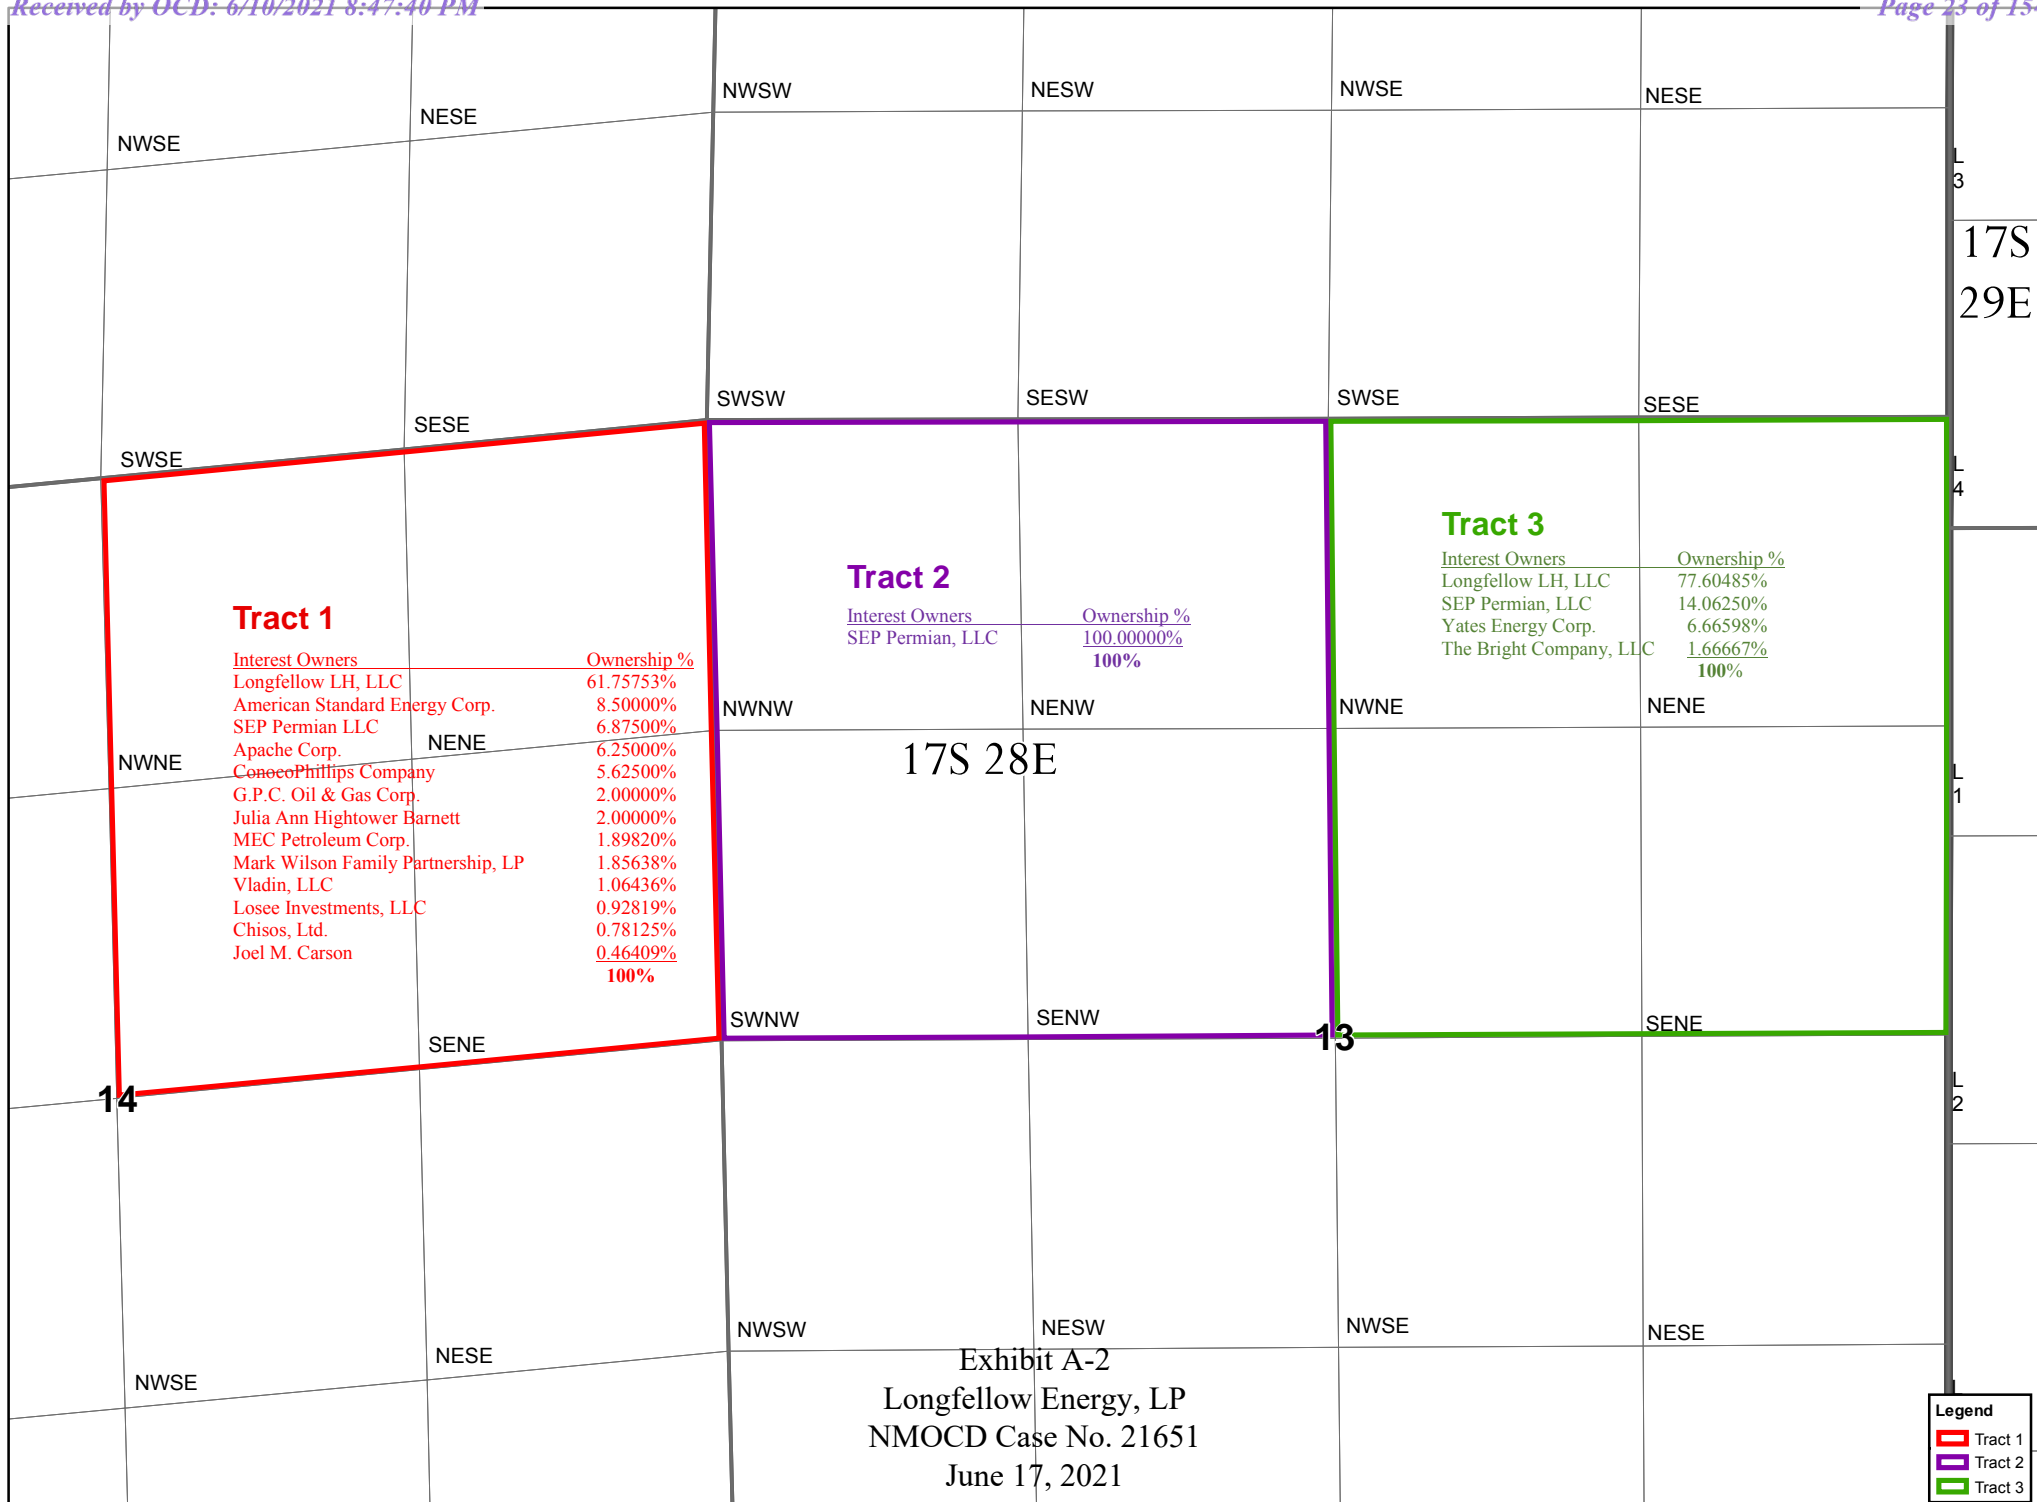 Received by OCD: 6/10/2021 8:47:40 PM
Page 23 of 15
NWSW
NESW
NWSE
NESE
NESE
NWSE
L
3
17S
29E
SWSW
SESW
SWSE
SESE
SESE
SWSE
L
4
Tract 1
Interest Owners Ownership %
Longfellow LH, LLC 61.75753%
American Standard Energy Corp. 8.50000%
SEP Permian LLC 6.87500%
Apache Corp. 6.25000%
ConocoPhillips Company 5.62500%
G.P.C. Oil & Gas Corp. 2.00000%
Julia Ann Hightower Barnett 2.00000%
MEC Petroleum Corp. 1.89820%
Mark Wilson Family Partnership, LP 1.85638%
Vladin, LLC 1.06436%
Losee Investments, LLC 0.92819%
Chisos, Ltd. 0.78125%
Joel M. Carson 0.46409%
100%
Tract 2
Interest Owners Ownership %
SEP Permian, LLC 100.00000%
100%
Tract 3
Interest Owners Ownership %
Longfellow LH, LLC 77.60485%
SEP Permian, LLC 14.06250%
Yates Energy Corp. 6.66598%
The Bright Company, LLC 1.66667%
100%
NWNW
NENW
NWNE
NENE
NENE
NWNE
17S 28E
L
1
SWNW
SENW
13
SENE
SENE
14
L
2
NWSW
NESW
NWSE
NESE
NESE
NWSE
Exhibit A-2
Longfellow Energy, LP
NMOCD Case No. 21651
June 17, 2021
L
Legend
Tract 1
Tract 2
Tract 3